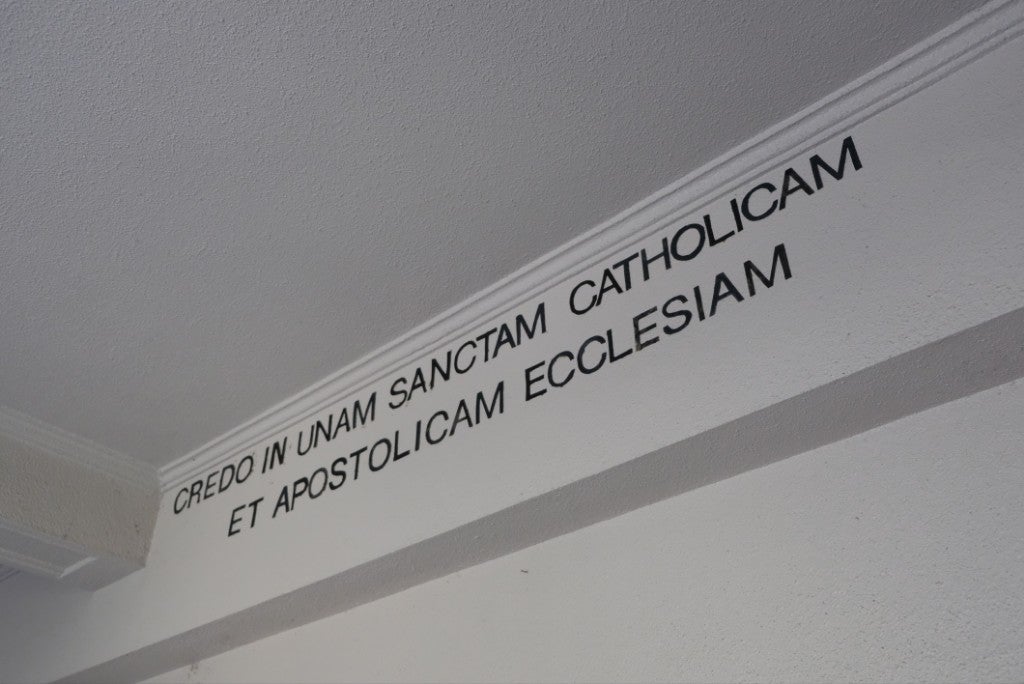 CREDO IN UNAM SANCTAM CATHOLICAM
ET APOSTOLICAM ECCLESIAM